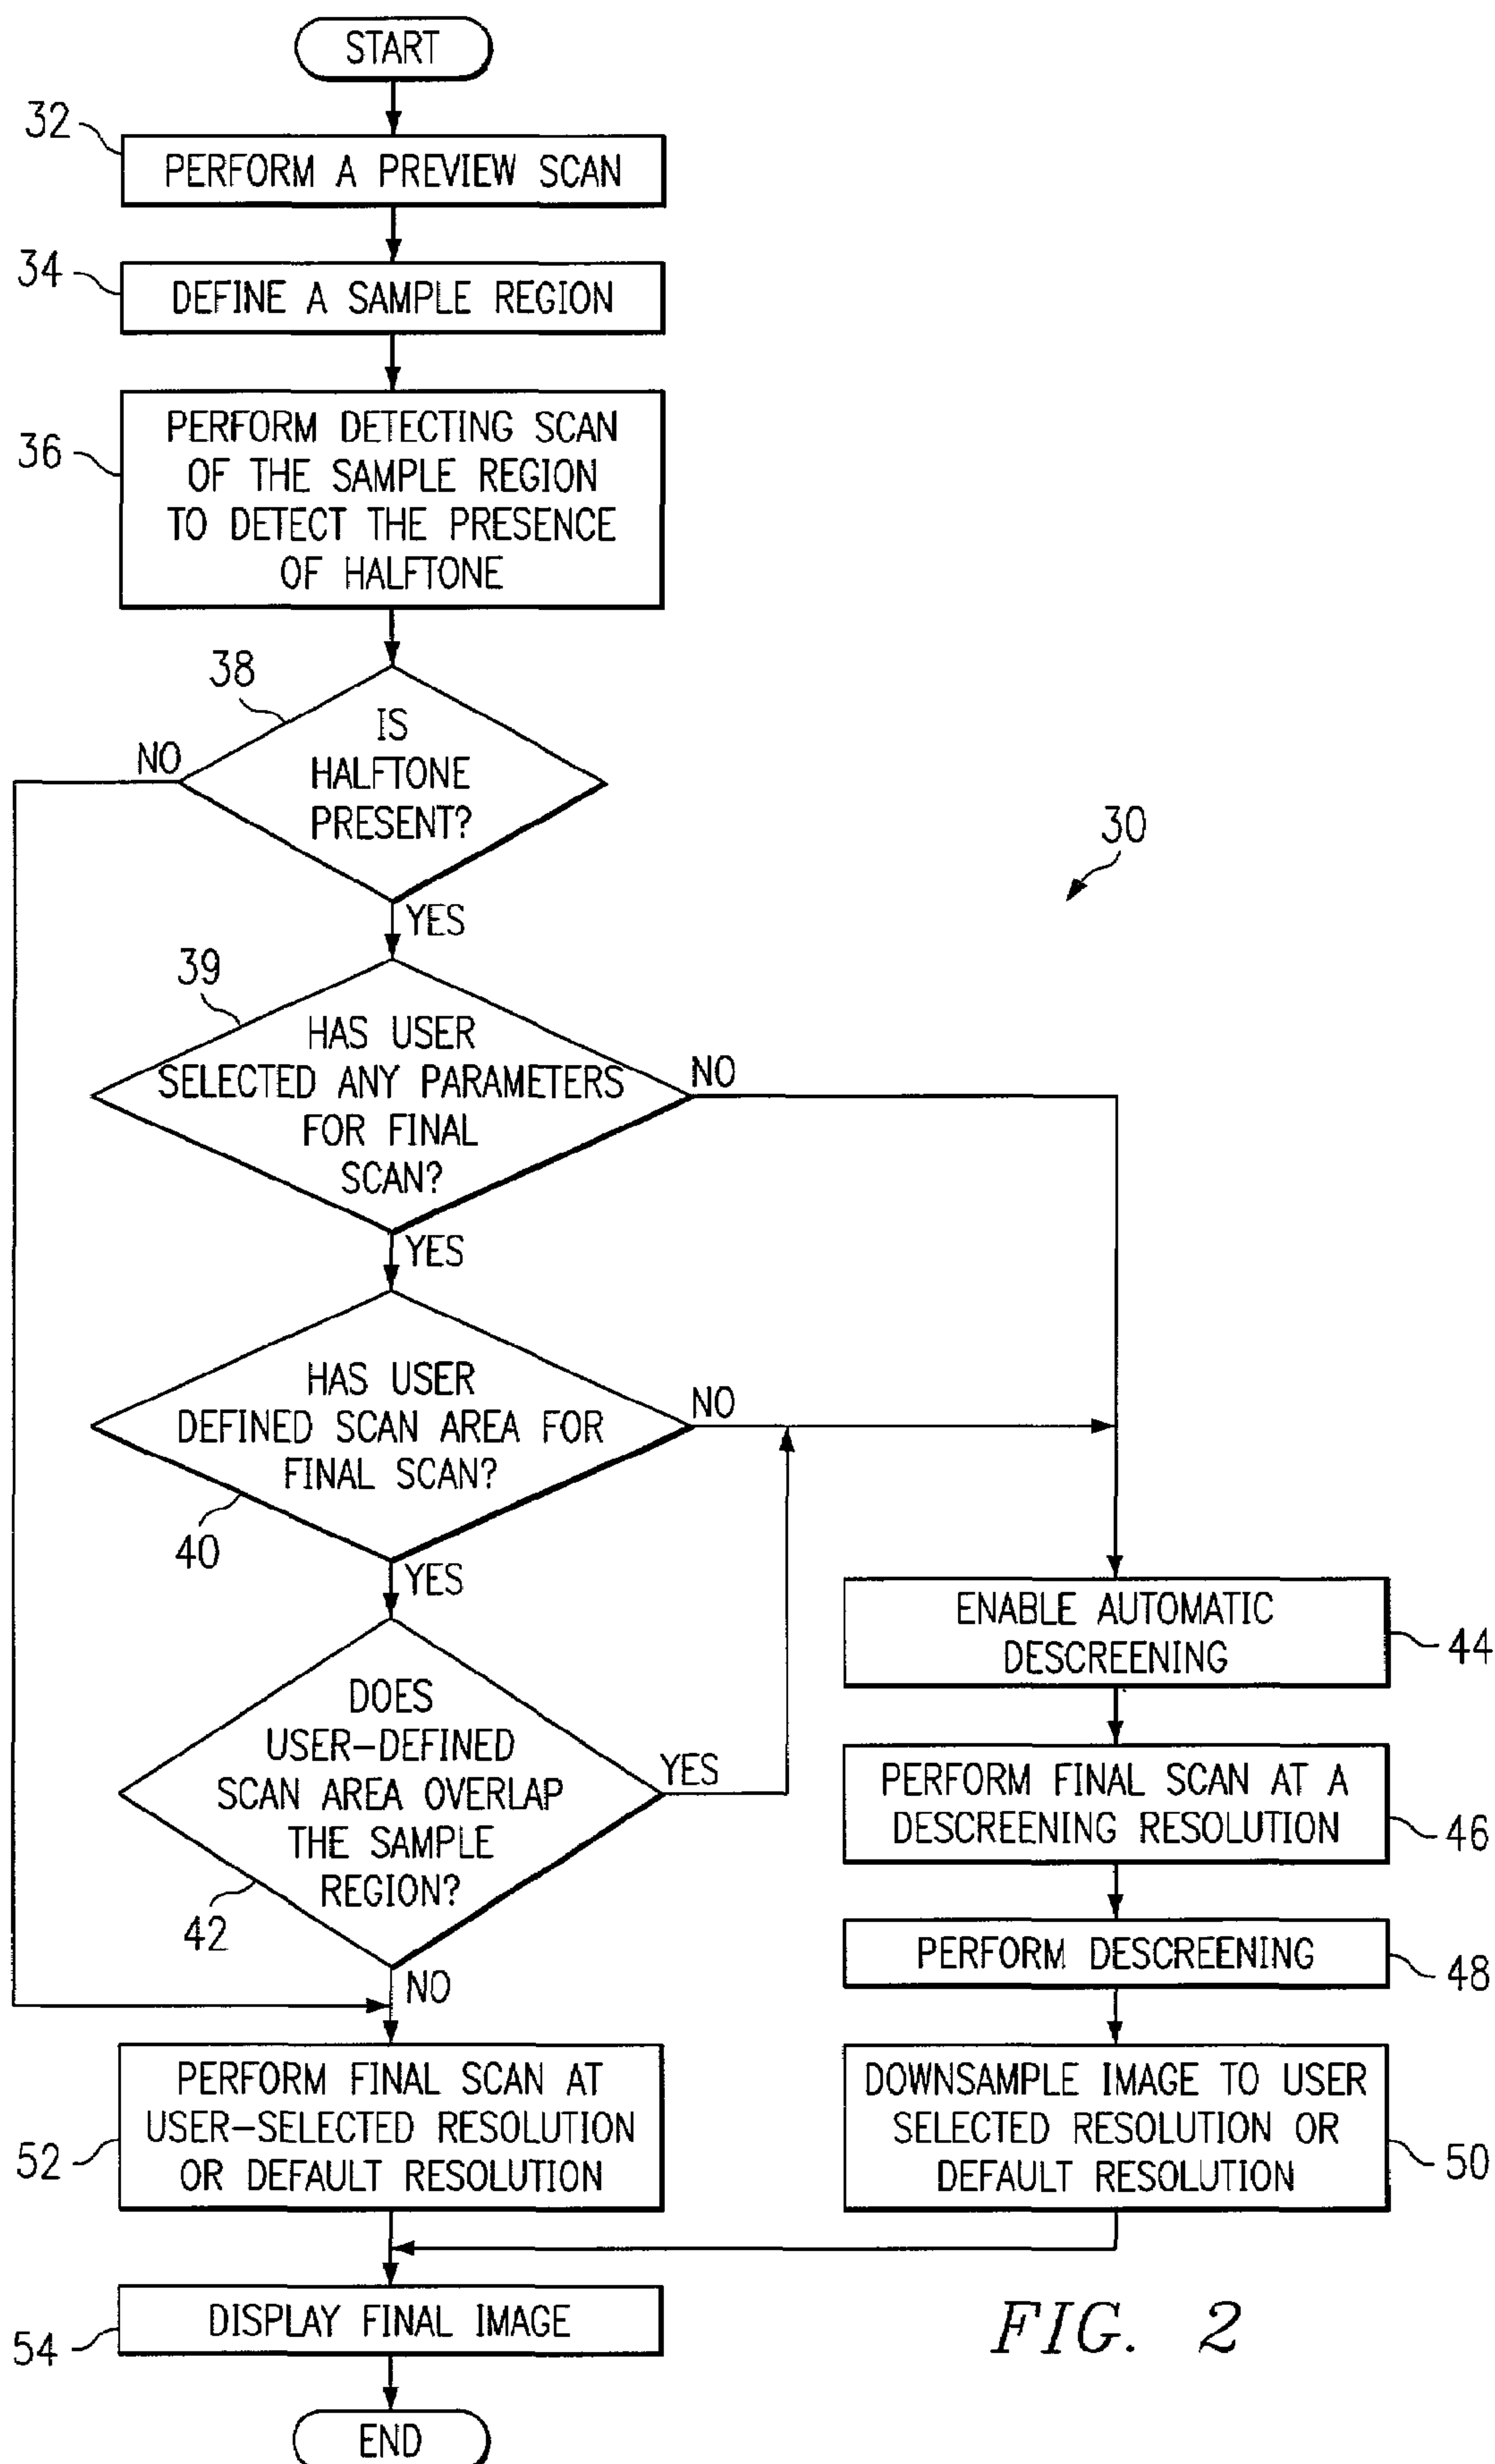 START
32
PERFORM A PREVIEW SCAN
34
DEFINE A SAMPLE REGION
36
PERFORM DETECTING SCAN
OF THE SAMPLE REGION
TO DETECT THE PRESENCE
OF HALFTONE
38
IS
HALFTONE
PRESENT?
NO
YES
30
39
HAS USER
SELECTED ANY PARAMETERS
FOR FINAL
SCAN?
NO
YES
HAS USER
DEFINED SCAN AREA FOR
FINAL SCAN?
NO
40
YES
DOES
USER-DEFINED
SCAN AREA OVERLAP
THE SAMPLE
REGION?
YES
42
NO
ENABLE AUTOMATIC
DESCREENING
44
PERFORM FINAL SCAN AT A
DESCREENING RESOLUTION
46
PERFORM DESCREENING
48
DOWNSAMPLE IMAGE TO USER
SELECTED RESOLUTION OR
DEFAULT RESOLUTION
50
PERFORM FINAL SCAN AT
USER-SELECTED RESOLUTION
OR DEFAULT RESOLUTION
52
DISPLAY FINAL IMAGE
54
END
FIG. 2